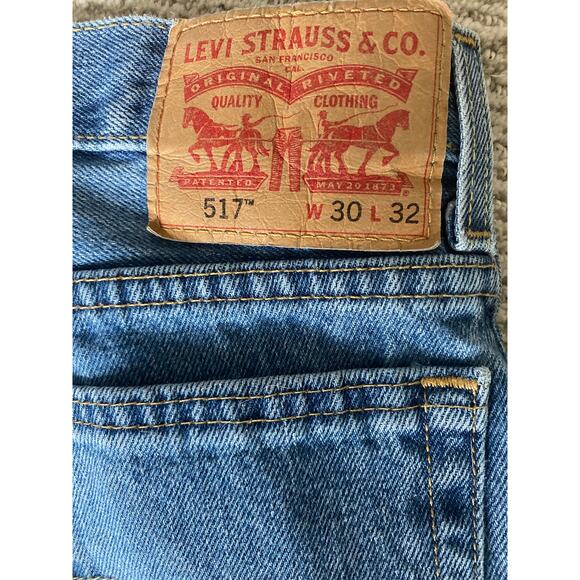 LEVI STRAUSS & CO.
SAN FRANCISCO
CAL.
ORIGINAL RIVETED
QUALITY CLOTHING
PATENTED MAY 20 1873
517™ W 30 L 32